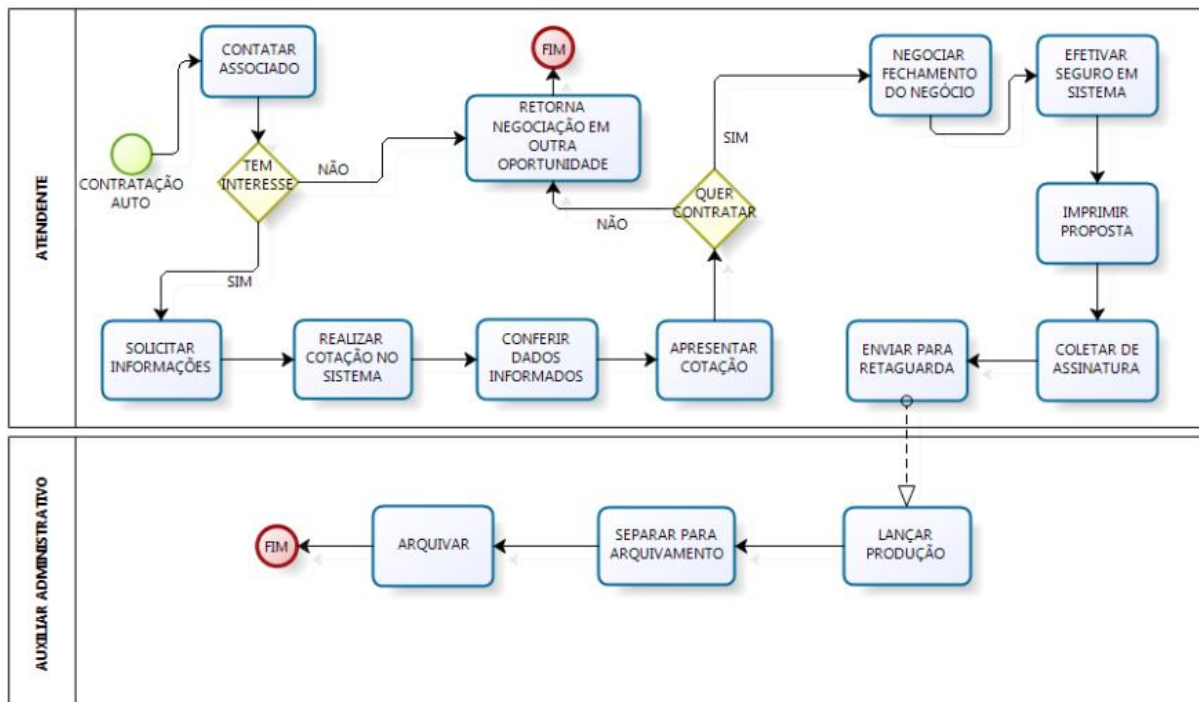 ATENDENTE
CONTRATAÇÃO
AUTO
CONTATAR
ASSOCIADO
TEM
INTERESSE
NÃO
SIM
RETORNA
NEGOCIAÇÃO EM
OUTRA
OPORTUNIDADE
FIM
SOLICITAR
INFORMAÇÕES
REALIZAR
COTAÇÃO NO
SISTEMA
CONFERIR
DADOS
INFORMADOS
APRESENTAR
COTAÇÃO
QUER
CONTRATAR
NÃO
SIM
NEGOCIAR
FECHAMENTO
DO NEGÓCIO
EFETIVAR
SEGURO EM
SISTEMA
IMPRIMIR
PROPOSTA
COLETAR DE
ASSINATURA
ENVIAR PARA
RETAGUARDA
AUXILIAR ADMINISTRATIVO
LANÇAR
PRODUÇÃO
SEPARAR PARA
ARQUIVAMENTO
ARQUIVAR
FIM